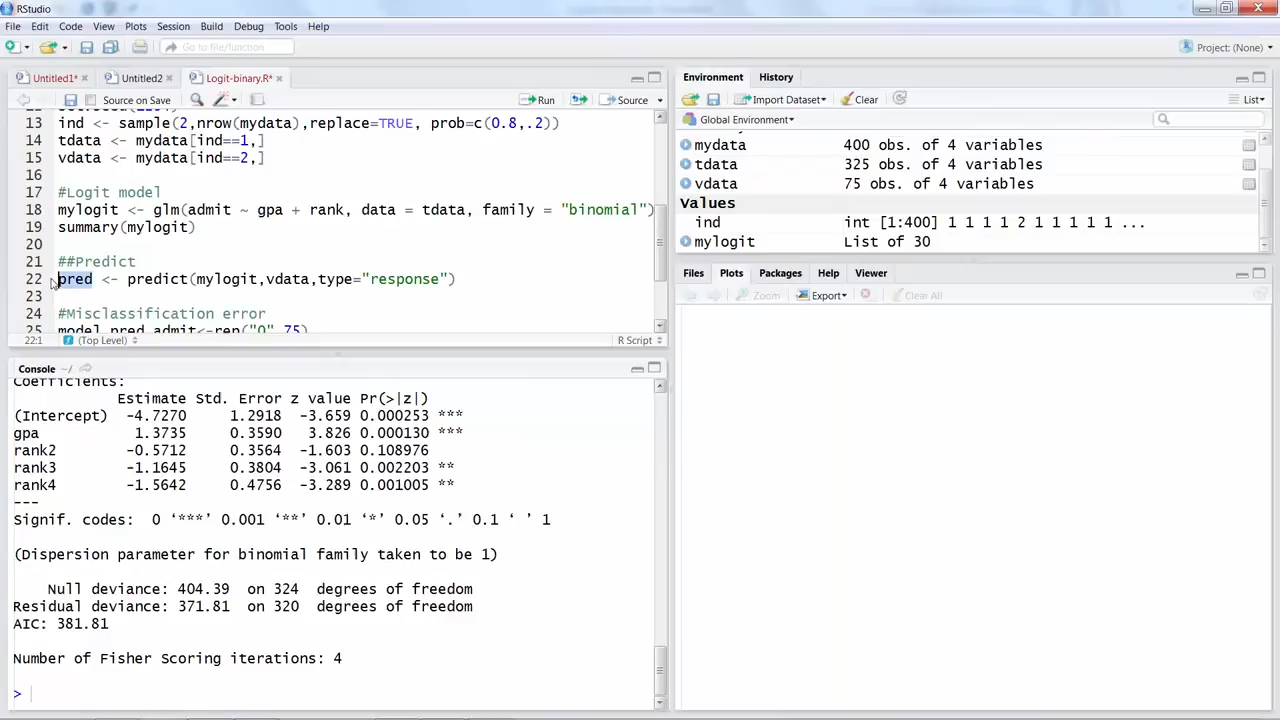 RStudio
File Edit Code View Plots Session Build Debug Tools Help
Go to file/function
Project: (None)
Untitled1* Untitled2 Logit-binary.R*
Source on Save Run Source
13 ind <- sample(2,nrow(mydata),replace=TRUE, prob=c(0.8,.2))
14 tdata <- mydata[ind==1,]
15 vdata <- mydata[ind==2,]
16
17 #Logit model
18 mylogit <- glm(admit ~ gpa + rank, data = tdata, family = "binomial")
19 summary(mylogit)
20
21 ##Predict
22 pred <- predict(mylogit,vdata,type="response")
23
24 #Misclassification error
25 model_pred_admit<-rep("0",75)
22:1 (Top Level) R Script
Console ~/
Coefficients:
Estimate Std. Error z value Pr(>|z|)
(Intercept) -4.7270 1.2918 -3.659 0.000253 ***
gpa 1.3735 0.3590 3.826 0.000130 ***
rank2 -0.5712 0.3564 -1.603 0.108976
rank3 -1.1645 0.3804 -3.061 0.002203 **
rank4 -1.5642 0.4756 -3.289 0.001005 **
---
Signif. codes: 0 ‘***’ 0.001 ‘**’ 0.01 ‘*’ 0.05 ‘.’ 0.1 ‘ ’ 1
(Dispersion parameter for binomial family taken to be 1)
Null deviance: 404.39 on 324 degrees of freedom
Residual deviance: 371.81 on 320 degrees of freedom
AIC: 381.81
Number of Fisher Scoring iterations: 4
>
Environment History
Import Dataset Clear List
Global Environment
mydata 400 obs. of 4 variables
tdata 325 obs. of 4 variables
vdata 75 obs. of 4 variables
Values
ind int [1:400] 1 1 1 1 2 1 1 1 1 1 ...
mylogit List of 30
Files Plots Packages Help Viewer
Zoom Export Clear All